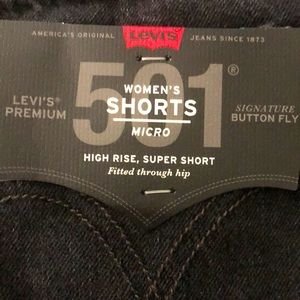 AMERICA'S ORIGINAL
Levi's
JEANS SINCE 1873
501®
WOMEN'S
LEVI'S®
PREMIUM
SHORTS
SIGNATURE
BUTTON FLY
MICRO
HIGH RISE, SUPER SHORT
Fitted through hip